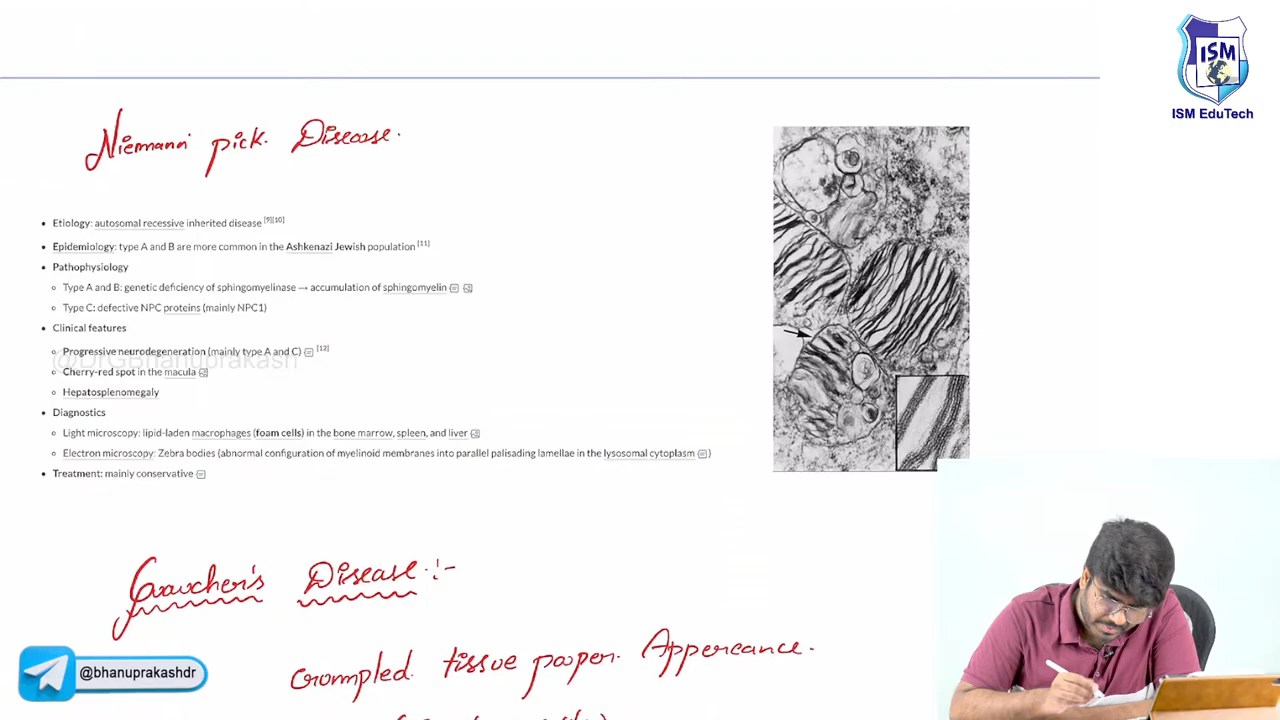 ISM
ISM EduTech
Niemann pick. Disease.
• Etiology: autosomal recessive inherited disease [9][10]
• Epidemiology: type A and B are more common in the Ashkenazi Jewish population [11]
• Pathophysiology
Type A and B: genetic deficiency of sphingomyelinase → accumulation of sphingomyelin
Type C: defective NPC proteins (mainly NPC1)
• Clinical features
Progressive neurodegeneration (mainly type A and C) [12]
@DrGBhanuprakash
Cherry-red spot in the macula
Hepatosplenomegaly
• Diagnostics
Light microscopy: lipid-laden macrophages (foam cells) in the bone marrow, spleen, and liver
Electron microscopy: Zebra bodies (abnormal configuration of myelinoid membranes into parallel palisading lamellae in the lysosomal cytoplasm )
• Treatment: mainly conservative
Gaucher's Disease :-
Crompled tissue paper. Appereance.
@bhanuprakashdr